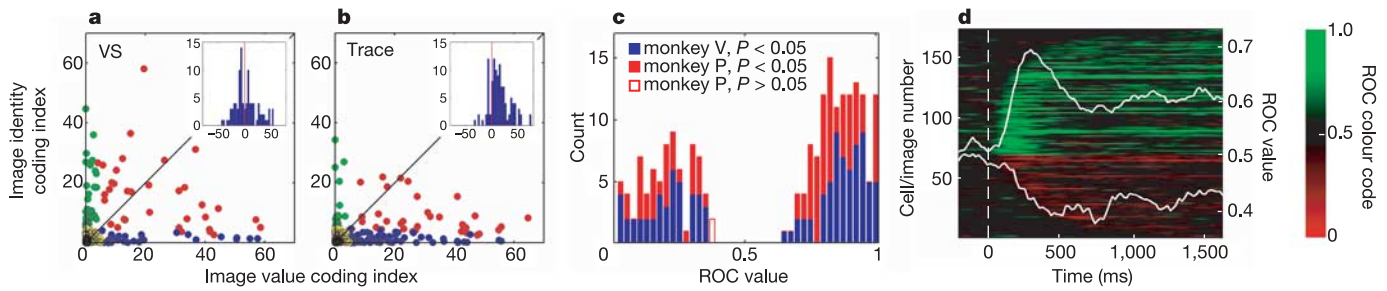 a
VS
Image identity
coding index
60
40
20
0
20
40
60
15
10
5
0
−50
0
50
b
Trace
60
40
20
0
20
40
60
15
10
5
0
−50
0
50
Image value coding index
c
monkey V, P < 0.05
monkey P, P < 0.05
monkey P, P > 0.05
Count
15
10
5
0
0
0.5
1
ROC value
d
Cell/image number
150
100
50
0
500
1,000
1,500
Time (ms)
0.7
0.6
0.5
0.4
ROC value
1.0
0.5
0
ROC colour code